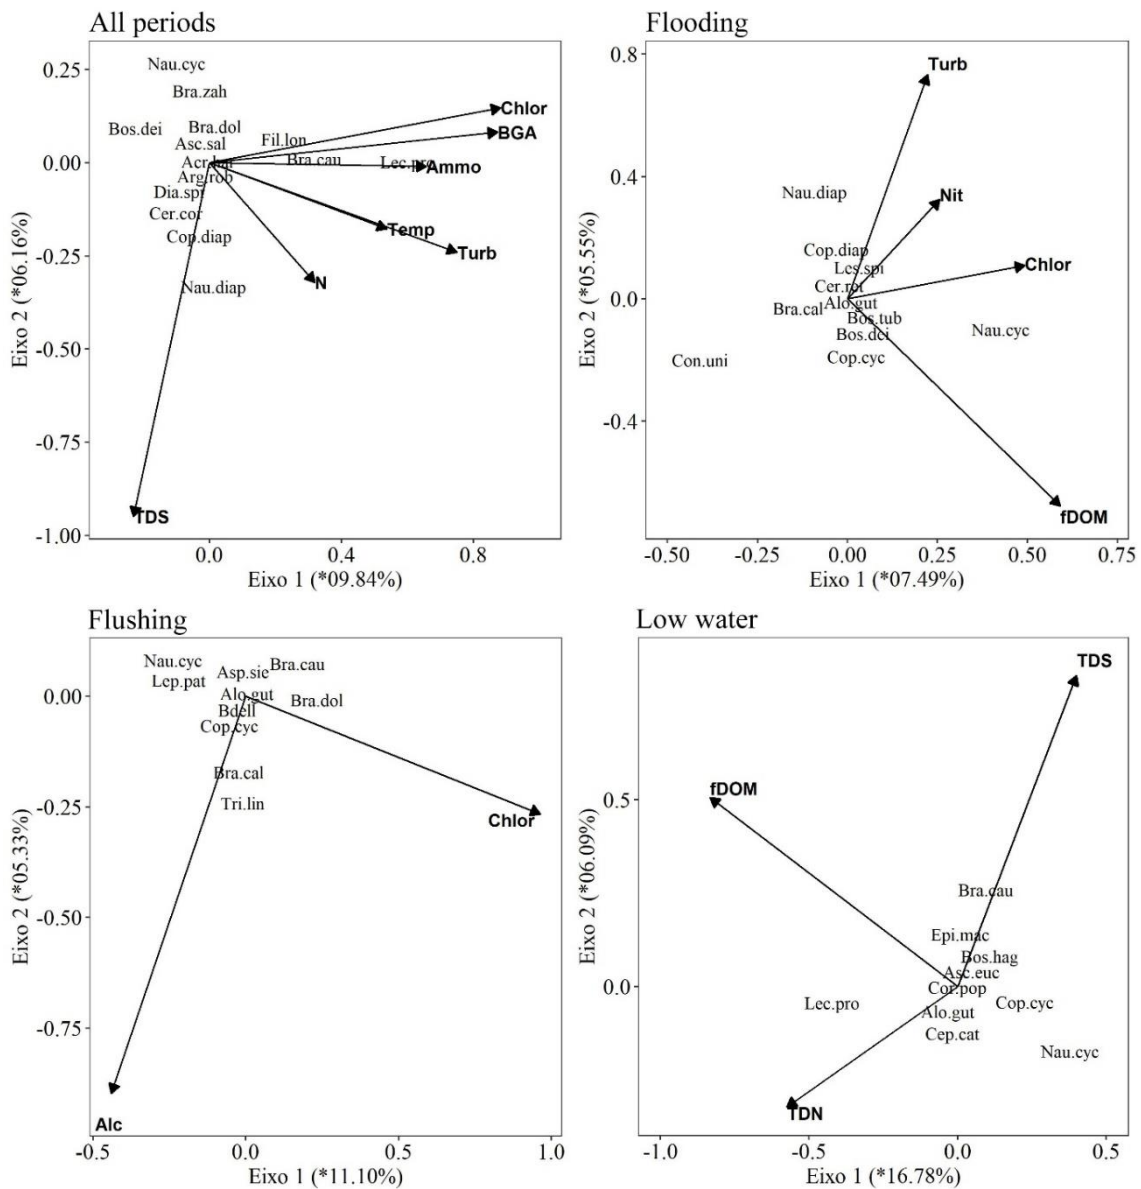 All periods
0.25
0.00
-0.25
-0.50
-0.75
-1.00
Eixo 2 (*06.16%)
Nau.cyc
Bra.zah
Bos.dei
Bra.dol
Asc.sal
Fil.lon
Bra.cau
Lec.pro
Arg.rob
Dia.spi
Cer.cor
Cop.diap
Nau.diap
Chlor
BGA
Ammo
Temp
Turb
N
TDS
0.0
0.4
0.8
Eixo 1 (*09.84%)
Flooding
0.8
0.4
0.0
-0.4
Eixo 2 (*05.55%)
Turb
Nau.diap
Nit
Cop.diap
Les.spi
Chlor
Cer.rot
Alo.gut
Bra.cal
Bos.tub
Bos.dci
Nau.cyc
Cop.cyc
Con.uni
fDOM
-0.50
-0.25
0.00
0.25
0.50
0.75
Eixo 1 (*07.49%)
Flushing
0.00
-0.25
-0.50
-0.75
Eixo 2 (*05.33%)
Nau.cyc
Lep.pat
Asp.sie
Bra.cau
Alo.gut
Bra.dol
Bdell
Cop.cyc
Bra.cal
Tri.lin
Chlor
Alc
-0.5
0.0
0.5
1.0
Eixo 1 (*11.10%)
Low water
0.5
0.0
Eixo 2 (*06.09%)
TDS
fDOM
Bra.cau
Epi.mac
Bos.hag
Asc.euc
Cor.pop
Lec.pro
Cop.cyc
Alo.gut
Cep.cat
Nau.cyc
TDN
-1.0
-0.5
0.0
0.5
Eixo 1 (*16.78%)